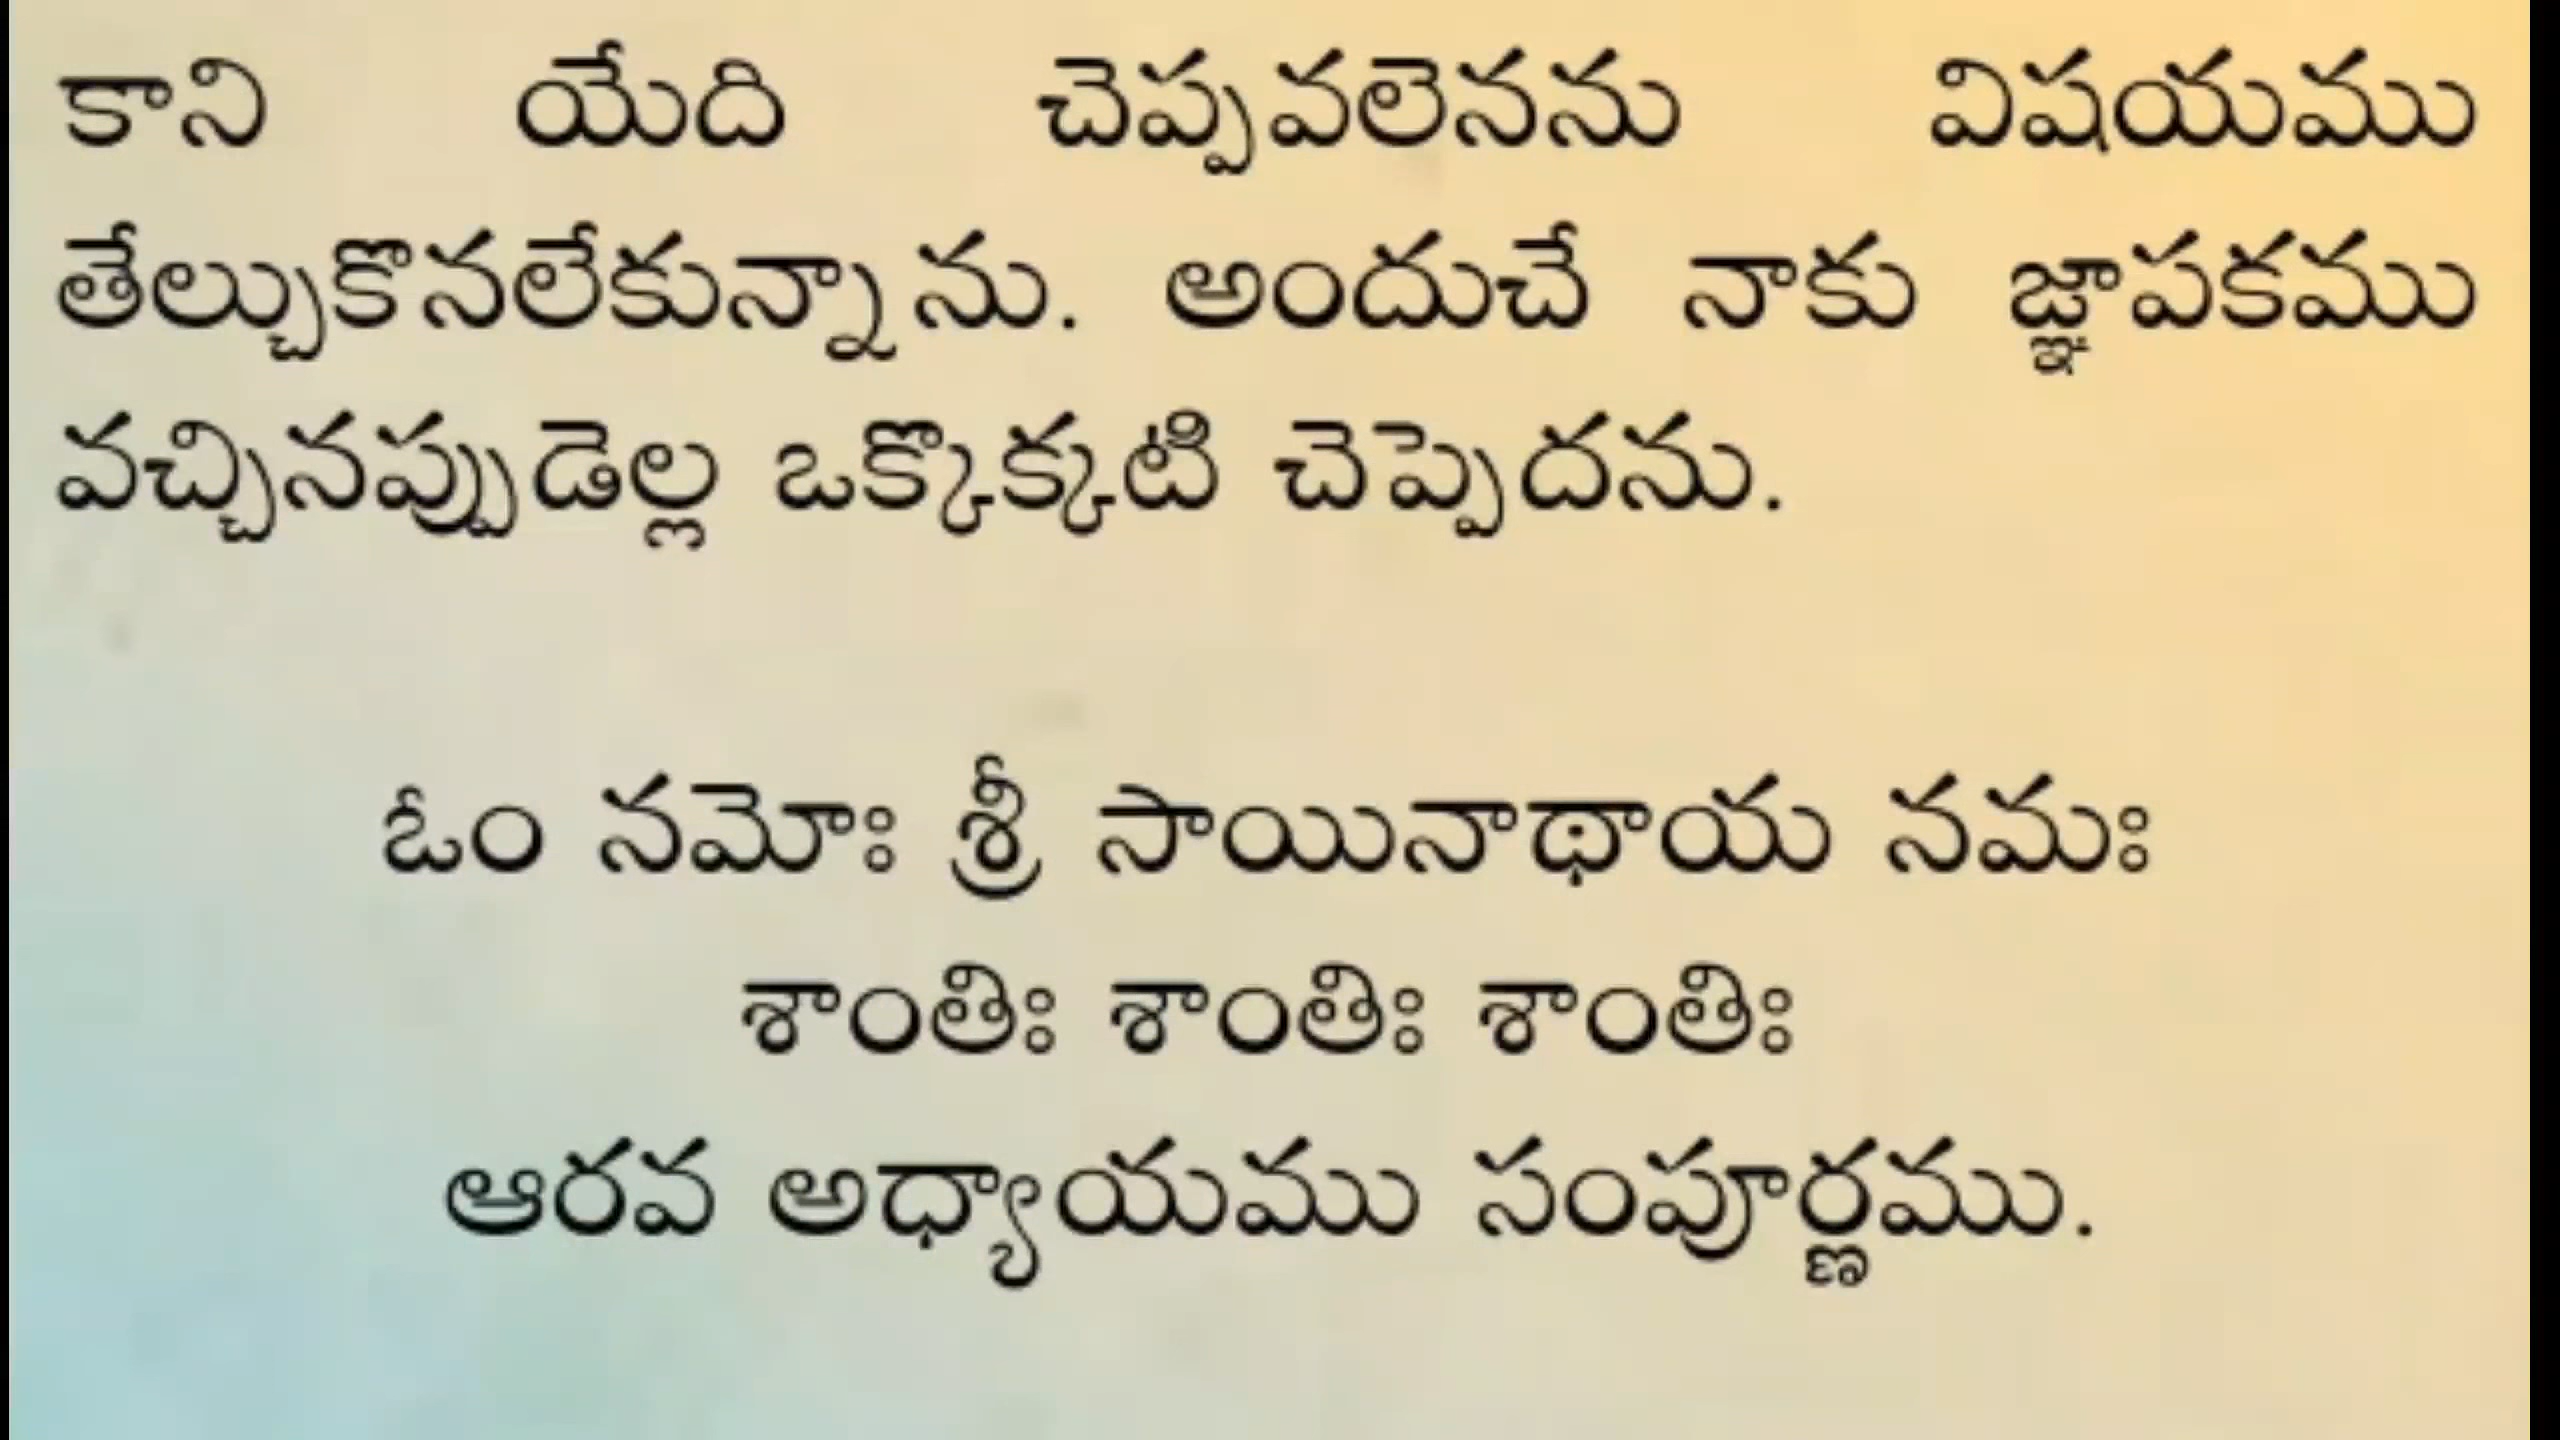 కాని యేది చెప్పవలెనను విషయము
తేల్చుకొనలేకున్నాను. అందుచే నాకు జ్ఞాపకము
వచ్చినప్పుడెల్ల ఒక్కొక్కటి చెప్పెదను.
ఓం నమోః శ్రీ సాయినాథాయ నమః
శాంతిః శాంతిః శాంతిః
ఆరవ అధ్యాయము సంపూర్ణము.